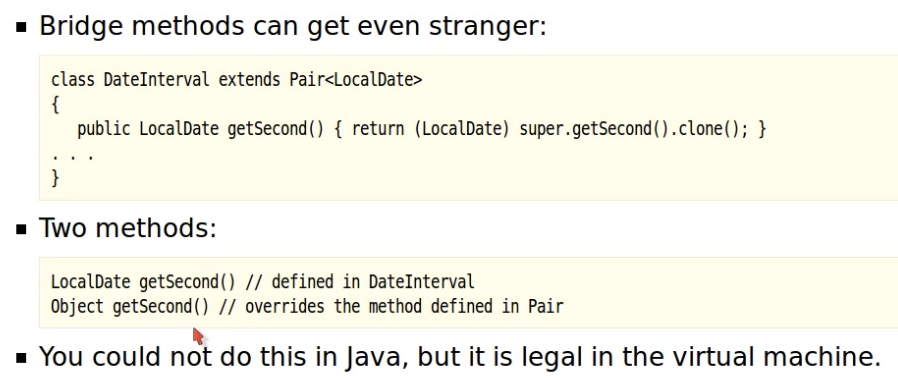 Bridge methods can get even stranger:
class DateInterval extends Pair<LocalDate>
{
public LocalDate getSecond() { return (LocalDate) super.getSecond().clone(); }
. . .
}
Two methods:
LocalDate getSecond() // defined in DateInterval
Object getSecond() // overrides the method defined in Pair
You could not do this in Java, but it is legal in the virtual machine.